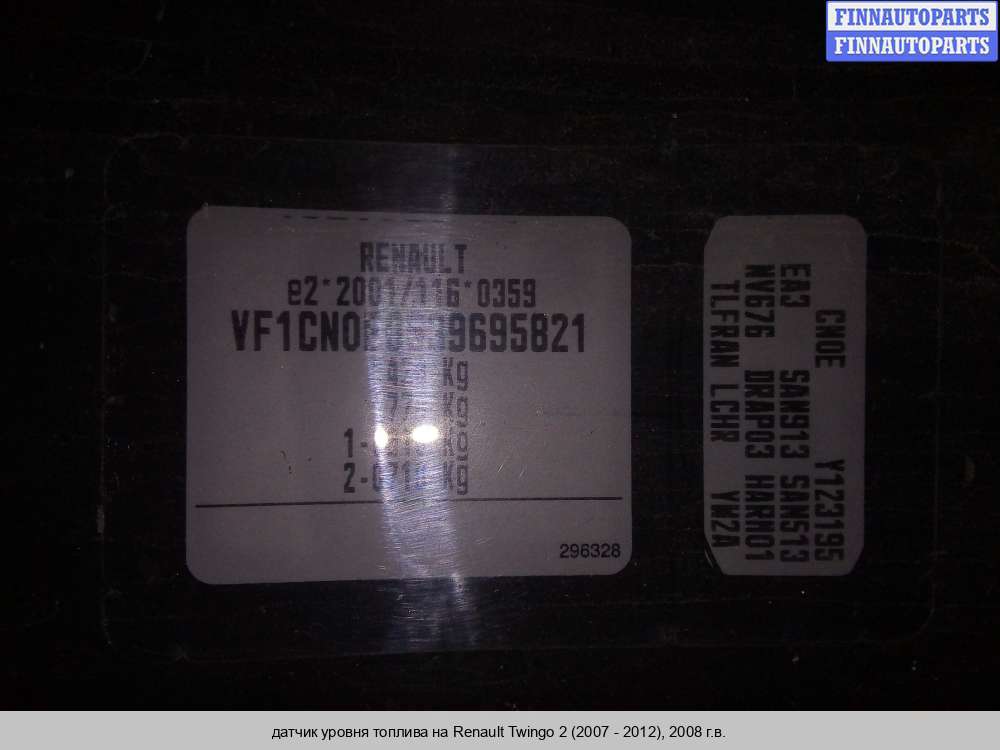 FINNAUTOPARTS
FINNAUTOPARTS
RENAULT
e2*2001/116*0359
Kg
Kg
Kg
Kg
296328
CN0E Y123195
EA3 SAN913 SAN513
NV676 DRAP03 HARN01
TLFRAN LCHR YW2A
датчик уровня топлива на Renault Twingo 2 (2007 - 2012), 2008 г.в.